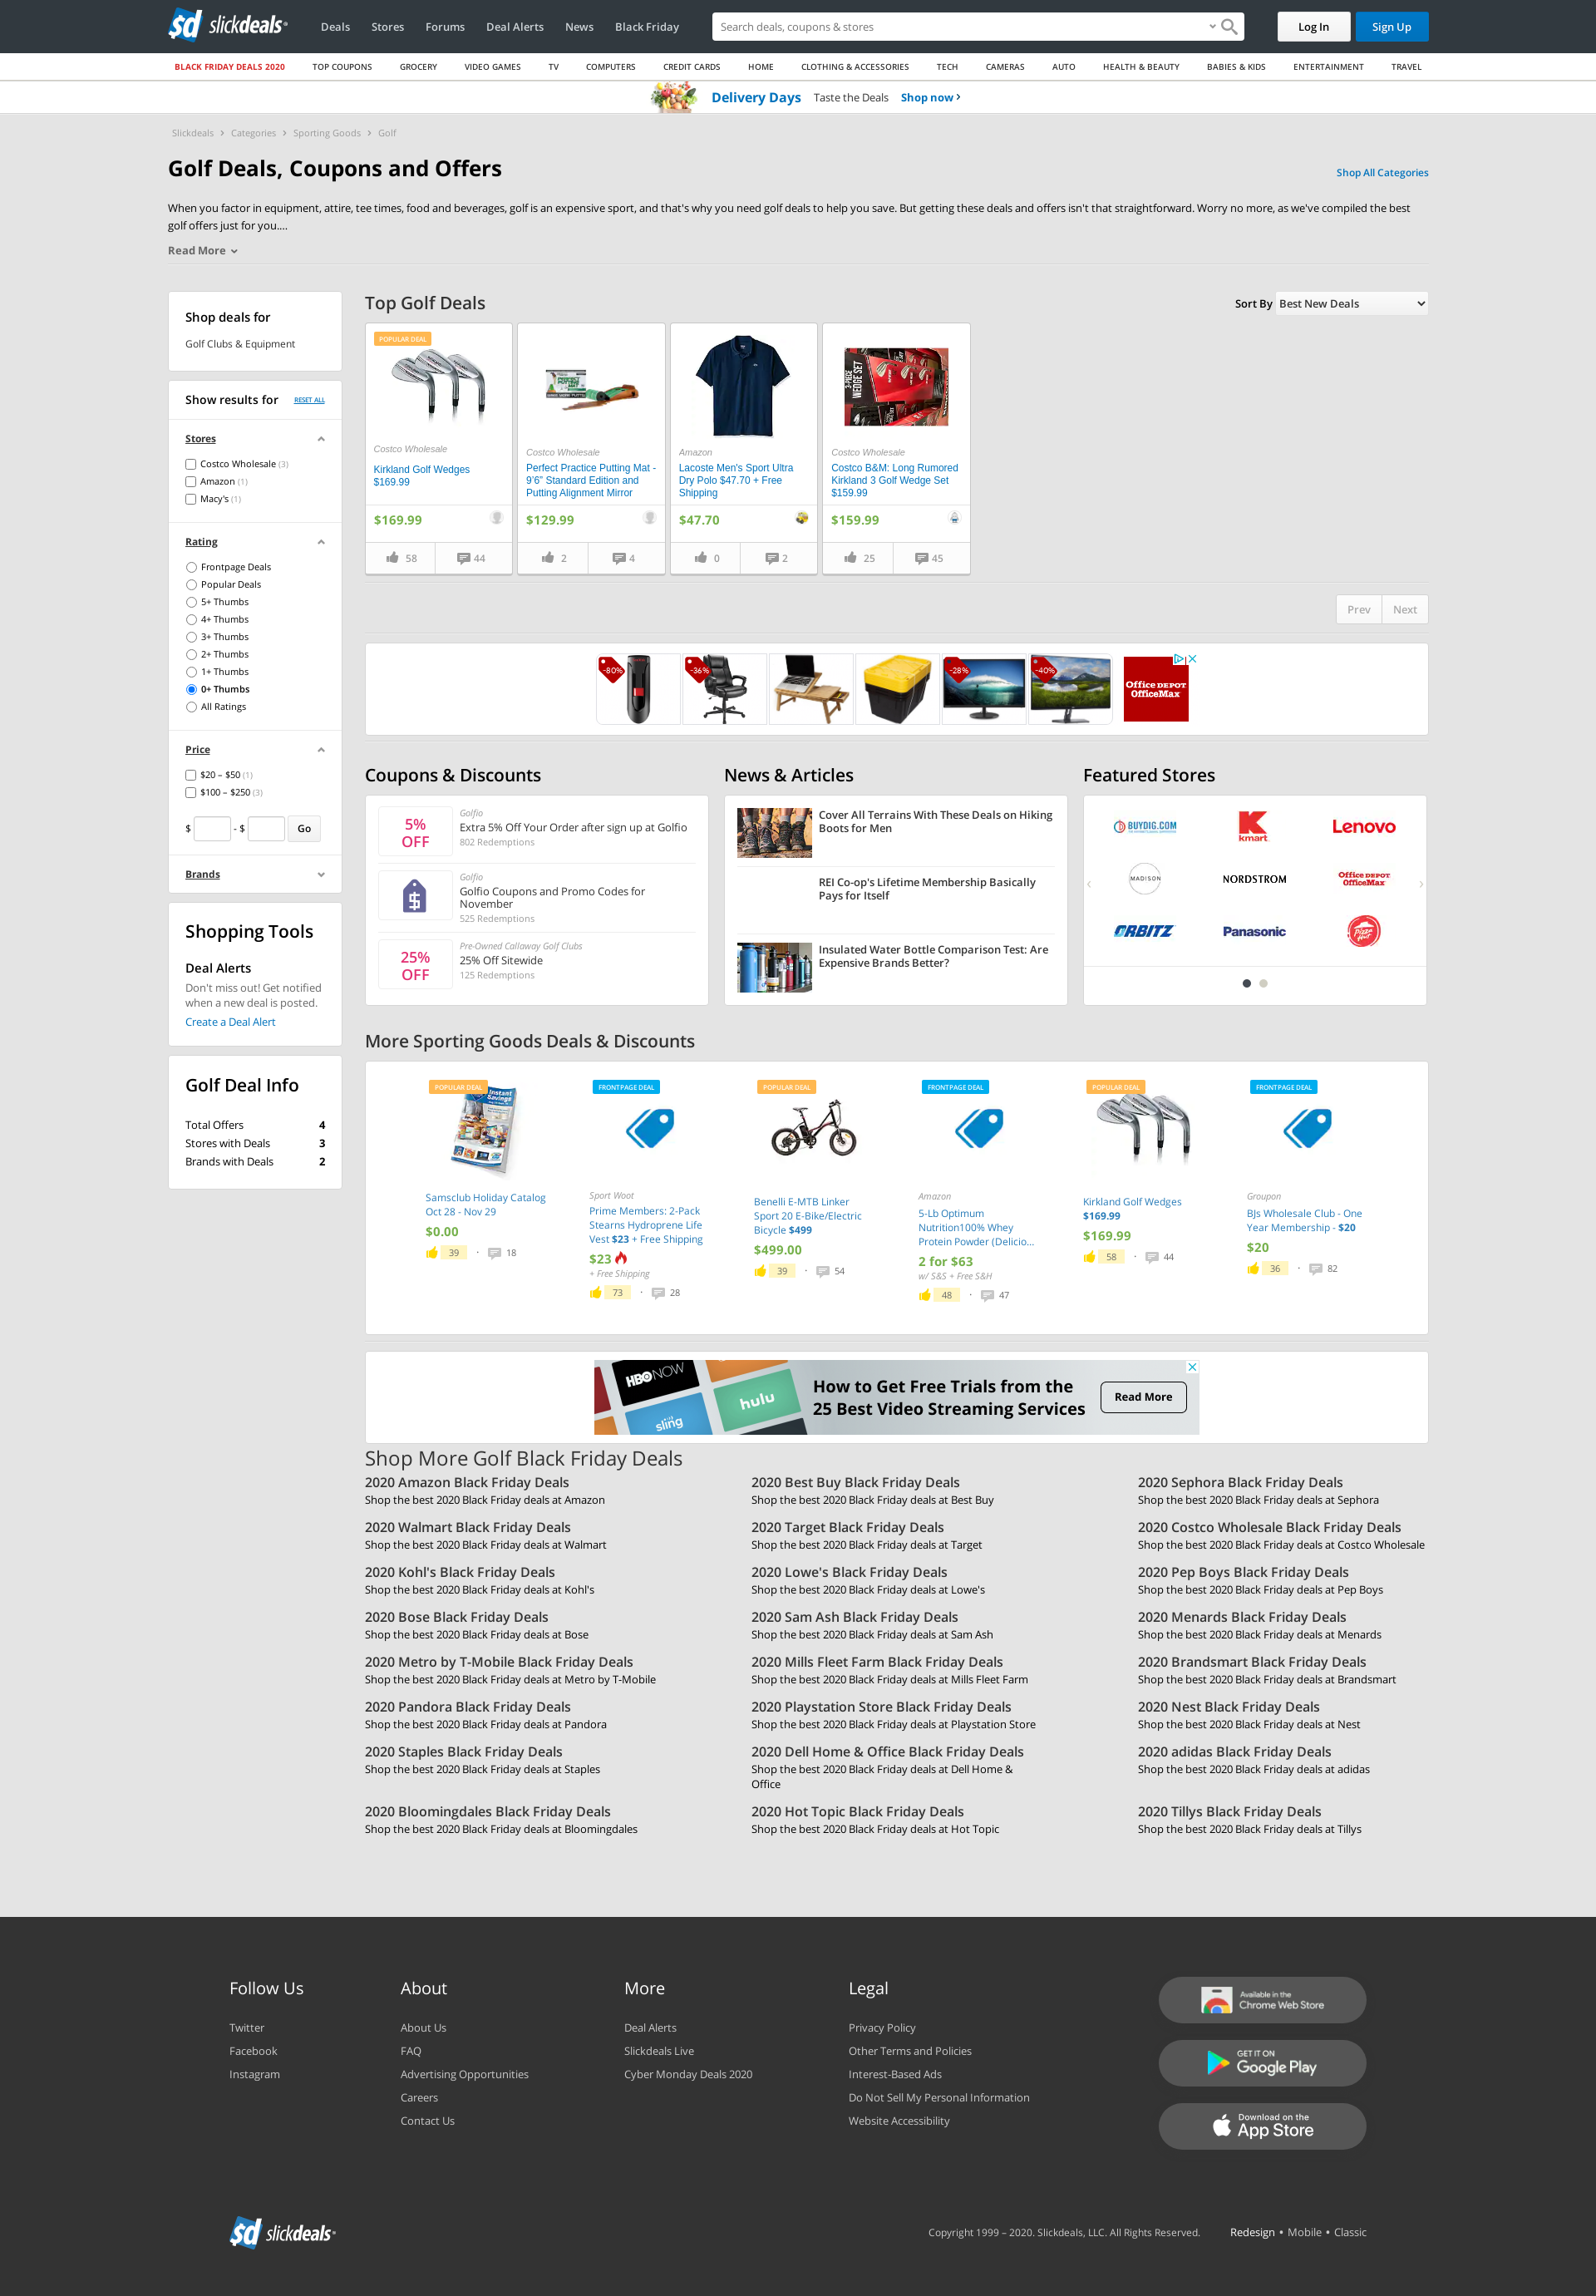 sd slickdeals
Deals Stores Forums Deal Alerts News Black Friday
Search deals, coupons & stores
Log In
Sign Up
BLACK FRIDAY DEALS 2020 TOP COUPONS GROCERY VIDEO GAMES TV COMPUTERS CREDIT CARDS HOME CLOTHING & ACCESSORIES TECH CAMERAS AUTO HEALTH & BEAUTY BABIES & KIDS ENTERTAINMENT TRAVEL
Delivery Days Taste the Deals Shop now ›
Slickdeals › Categories › Sporting Goods › Golf
Golf Deals, Coupons and Offers
Shop All Categories
When you factor in equipment, attire, tee times, food and beverages, golf is an expensive sport, and that's why you need golf deals to help you save. But getting these deals and offers isn't that straightforward. Worry no more, as we've compiled the best
golf offers just for you....
Read More
Shop deals for
Golf Clubs & Equipment
Show results for RESET ALL
Stores
Costco Wholesale (3)
Amazon (1)
Macy's (1)
Rating
Frontpage Deals
Popular Deals
5+ Thumbs
4+ Thumbs
3+ Thumbs
2+ Thumbs
1+ Thumbs
0+ Thumbs
All Ratings
Price
$20 – $50 (1)
$100 – $250 (3)
$ - $ Go
Brands
Shopping Tools
Deal Alerts
Don't miss out! Get notified
when a new deal is posted.
Create a Deal Alert
Golf Deal Info
Total Offers 4
Stores with Deals 3
Brands with Deals 2
Top Golf Deals
Sort By Best New Deals
POPULAR DEAL
Costco Wholesale
Kirkland Golf Wedges
$169.99
$169.99
58 44
Costco Wholesale
Perfect Practice Putting Mat -
9'6" Standard Edition and
Putting Alignment Mirror
$129.99
2 4
Amazon
Lacoste Men's Sport Ultra
Dry Polo $47.70 + Free
Shipping
$47.70
0 2
3-PIECE
WEDGE SET
Costco Wholesale
Costco B&M: Long Rumored
Kirkland 3 Golf Wedge Set
$159.99
$159.99
25 45
Prev Next
-80% -36% -28% -40%
Office DEPOT
OfficeMax
Coupons & Discounts
5%
OFF
Golfio
Extra 5% Off Your Order after sign up at Golfio
802 Redemptions
Golfio
Golfio Coupons and Promo Codes for
November
525 Redemptions
25%
OFF
Pre-Owned Callaway Golf Clubs
25% Off Sitewide
125 Redemptions
News & Articles
Cover All Terrains With These Deals on Hiking
Boots for Men
REI Co-op's Lifetime Membership Basically
Pays for Itself
Insulated Water Bottle Comparison Test: Are
Expensive Brands Better?
Featured Stores
BUYDIG.COM
kmart
Lenovo
MADISON
NORDSTROM
Office DEPOT
OfficeMax
ORBITZ
Panasonic
Pizza Hut
More Sporting Goods Deals & Discounts
POPULAR DEAL
Instant
Savings
Samsclub Holiday Catalog
Oct 28 - Nov 29
$0.00
39 · 18
FRONTPAGE DEAL
Sport Woot
Prime Members: 2-Pack
Stearns Hydroprene Life
Vest $23 + Free Shipping
$23
+ Free Shipping
73 · 28
POPULAR DEAL
Benelli E-MTB Linker
Sport 20 E-Bike/Electric
Bicycle $499
$499.00
39 · 54
FRONTPAGE DEAL
Amazon
5-Lb Optimum
Nutrition100% Whey
Protein Powder (Delicio...
2 for $63
w/ S&S + Free S&H
48 · 47
POPULAR DEAL
Kirkland Golf Wedges
$169.99
$169.99
58 · 44
FRONTPAGE DEAL
Groupon
BJs Wholesale Club - One
Year Membership - $20
$20
36 · 82
HBO NOW
sling
hulu
How to Get Free Trials from the
25 Best Video Streaming Services
Read More
Shop More Golf Black Friday Deals
2020 Amazon Black Friday Deals
Shop the best 2020 Black Friday deals at Amazon
2020 Best Buy Black Friday Deals
Shop the best 2020 Black Friday deals at Best Buy
2020 Sephora Black Friday Deals
Shop the best 2020 Black Friday deals at Sephora
2020 Walmart Black Friday Deals
Shop the best 2020 Black Friday deals at Walmart
2020 Target Black Friday Deals
Shop the best 2020 Black Friday deals at Target
2020 Costco Wholesale Black Friday Deals
Shop the best 2020 Black Friday deals at Costco Wholesale
2020 Kohl's Black Friday Deals
Shop the best 2020 Black Friday deals at Kohl's
2020 Lowe's Black Friday Deals
Shop the best 2020 Black Friday deals at Lowe's
2020 Pep Boys Black Friday Deals
Shop the best 2020 Black Friday deals at Pep Boys
2020 Bose Black Friday Deals
Shop the best 2020 Black Friday deals at Bose
2020 Sam Ash Black Friday Deals
Shop the best 2020 Black Friday deals at Sam Ash
2020 Menards Black Friday Deals
Shop the best 2020 Black Friday deals at Menards
2020 Metro by T-Mobile Black Friday Deals
Shop the best 2020 Black Friday deals at Metro by T-Mobile
2020 Mills Fleet Farm Black Friday Deals
Shop the best 2020 Black Friday deals at Mills Fleet Farm
2020 Brandsmart Black Friday Deals
Shop the best 2020 Black Friday deals at Brandsmart
2020 Pandora Black Friday Deals
Shop the best 2020 Black Friday deals at Pandora
2020 Playstation Store Black Friday Deals
Shop the best 2020 Black Friday deals at Playstation Store
2020 Nest Black Friday Deals
Shop the best 2020 Black Friday deals at Nest
2020 Staples Black Friday Deals
Shop the best 2020 Black Friday deals at Staples
2020 Dell Home & Office Black Friday Deals
Shop the best 2020 Black Friday deals at Dell Home &
Office
2020 adidas Black Friday Deals
Shop the best 2020 Black Friday deals at adidas
2020 Bloomingdales Black Friday Deals
Shop the best 2020 Black Friday deals at Bloomingdales
2020 Hot Topic Black Friday Deals
Shop the best 2020 Black Friday deals at Hot Topic
2020 Tillys Black Friday Deals
Shop the best 2020 Black Friday deals at Tillys
Follow Us
Twitter
Facebook
Instagram
About
About Us
FAQ
Advertising Opportunities
Careers
Contact Us
More
Deal Alerts
Slickdeals Live
Cyber Monday Deals 2020
Legal
Privacy Policy
Other Terms and Policies
Interest-Based Ads
Do Not Sell My Personal Information
Website Accessibility
Available in the
Chrome Web Store
GET IT ON
Google Play
Download on the
App Store
sd slickdeals
Copyright 1999 – 2020. Slickdeals, LLC. All Rights Reserved.
Redesign • Mobile • Classic